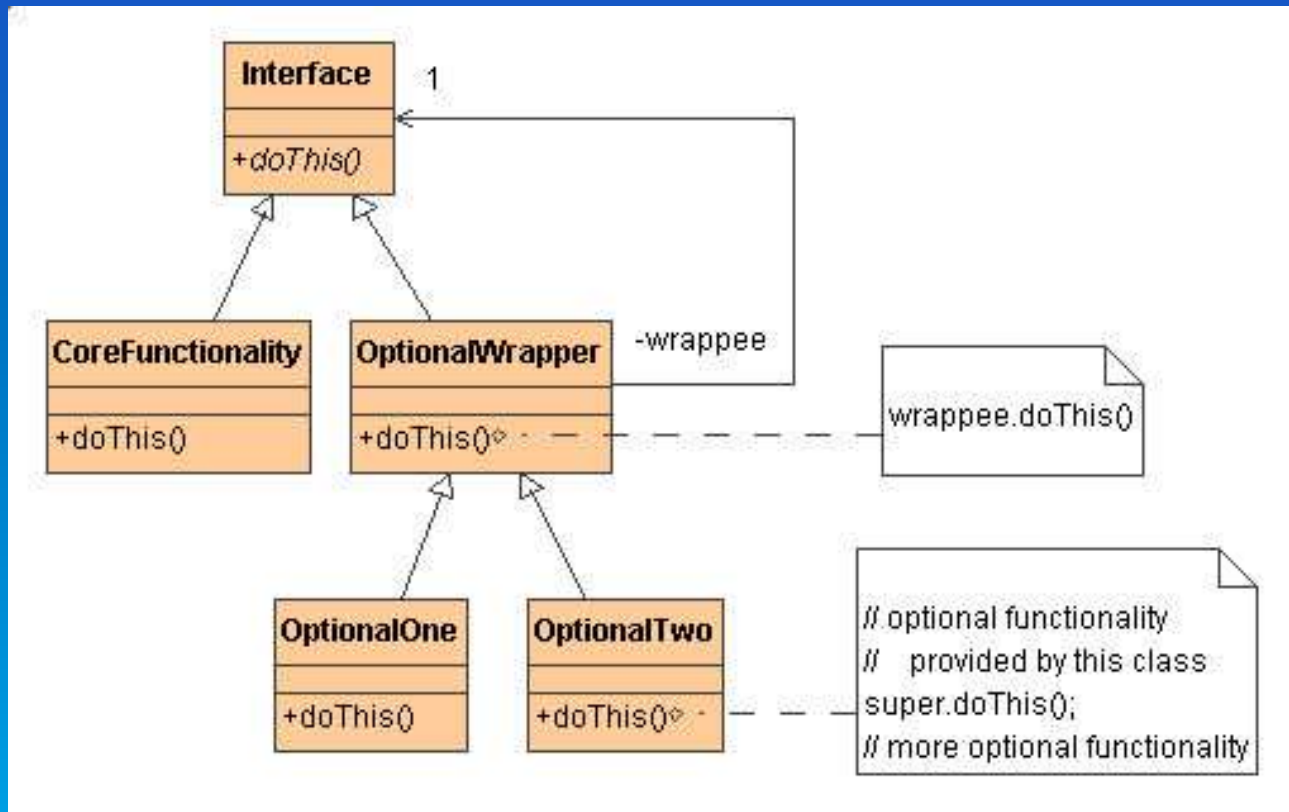 Interface
1
+doThis()
CoreFunctionality
+doThis()
OptionalWrapper
+doThis()
-wrappee
wrappee.doThis()
OptionalOne
+doThis()
OptionalTwo
+doThis()
// optional functionality
// provided by this class
super.doThis();
// more optional functionality